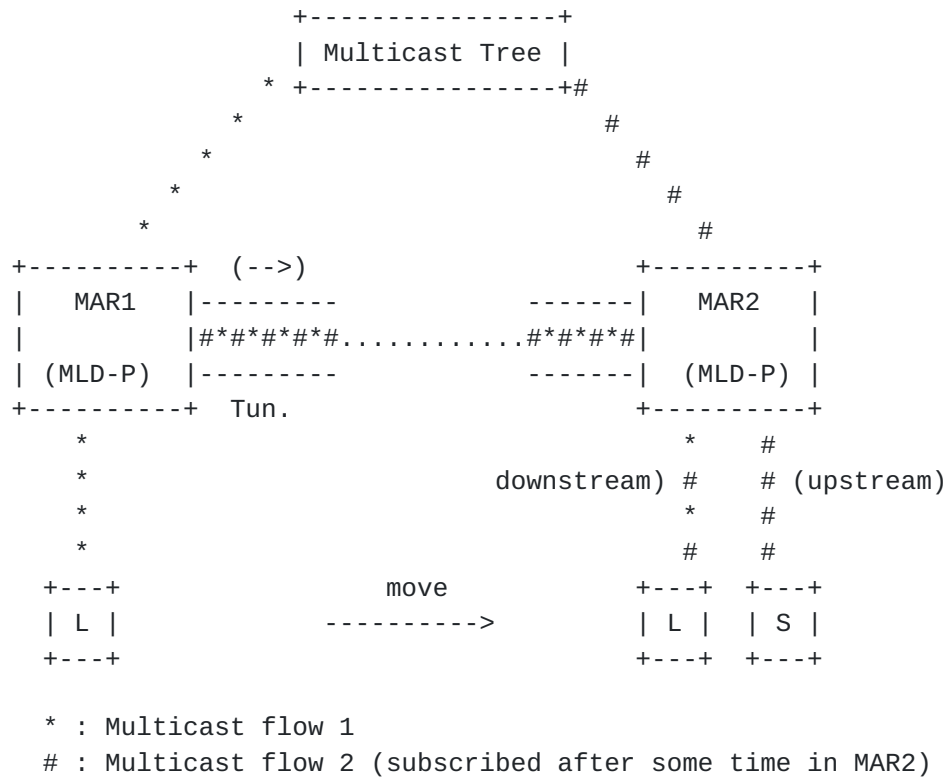 +----------------+
| Multicast Tree |
* +----------------+#
* #
* #
* #
* #
+----------+ (-->) +----------+
| MAR1 |--------- -------| MAR2 |
| |#*#*#*#*#............#*#*#*#| |
| (MLD-P) |--------- -------| (MLD-P) |
+----------+ Tun. +----------+
* * #
* downstream) # # (upstream)
* * #
* # #
+---+ move +---+ +---+
| L | ----------> | L | | S |
+---+ +---+ +---+
* : Multicast flow 1
# : Multicast flow 2 (subscribed after some time in MAR2)